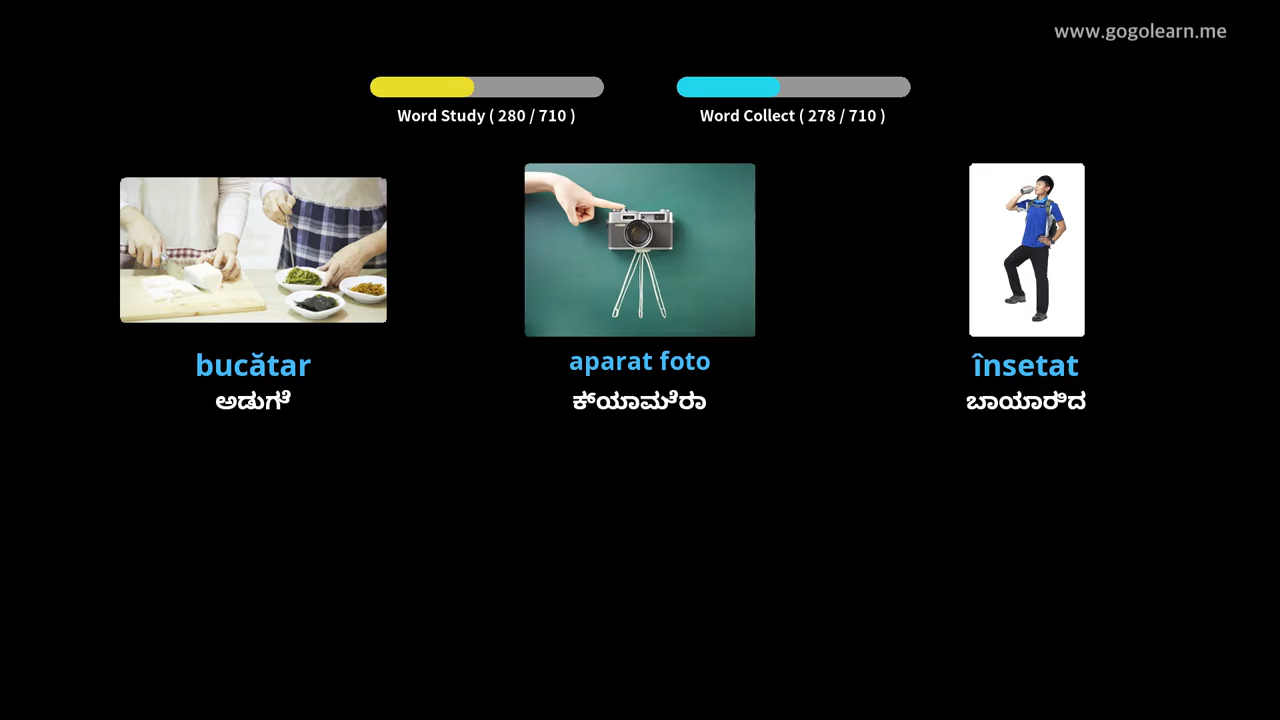 www.gogolearn.me
Word Study ( 280 / 710 )
Word Collect ( 278 / 710 )
bucătar
ಅಡುಗೆ
aparat foto
ಕ್ಯಾಮೆರಾ
însetat
ಬಾಯಾರಿದ